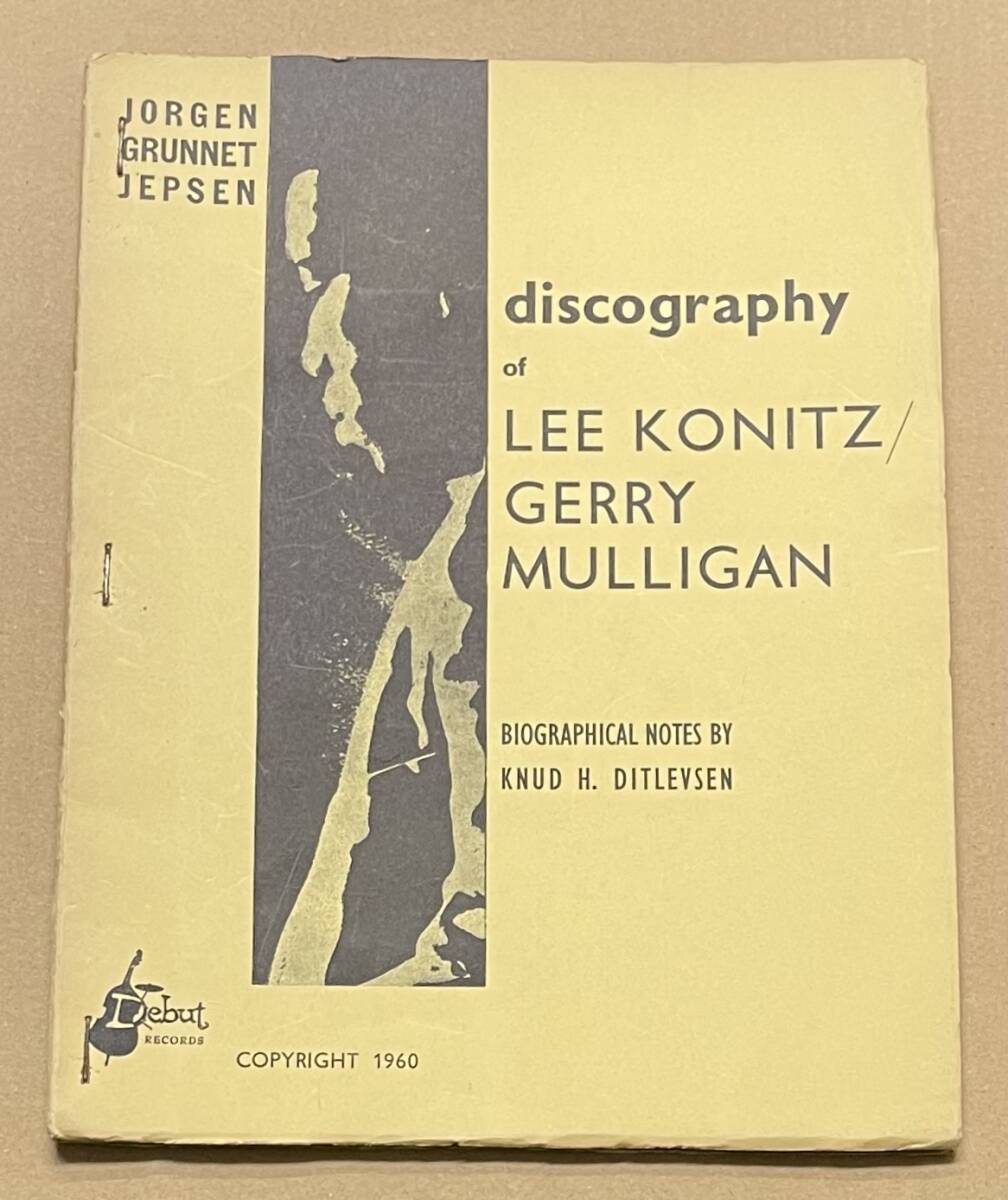 JORGEN
GRUNNET
JEPSEN
discography
of
LEE KONITZ/
GERRY
MULLIGAN
BIOGRAPHICAL NOTES BY
KNUD H. DITLEVSEN
Debut
RECORDS
COPYRIGHT 1960